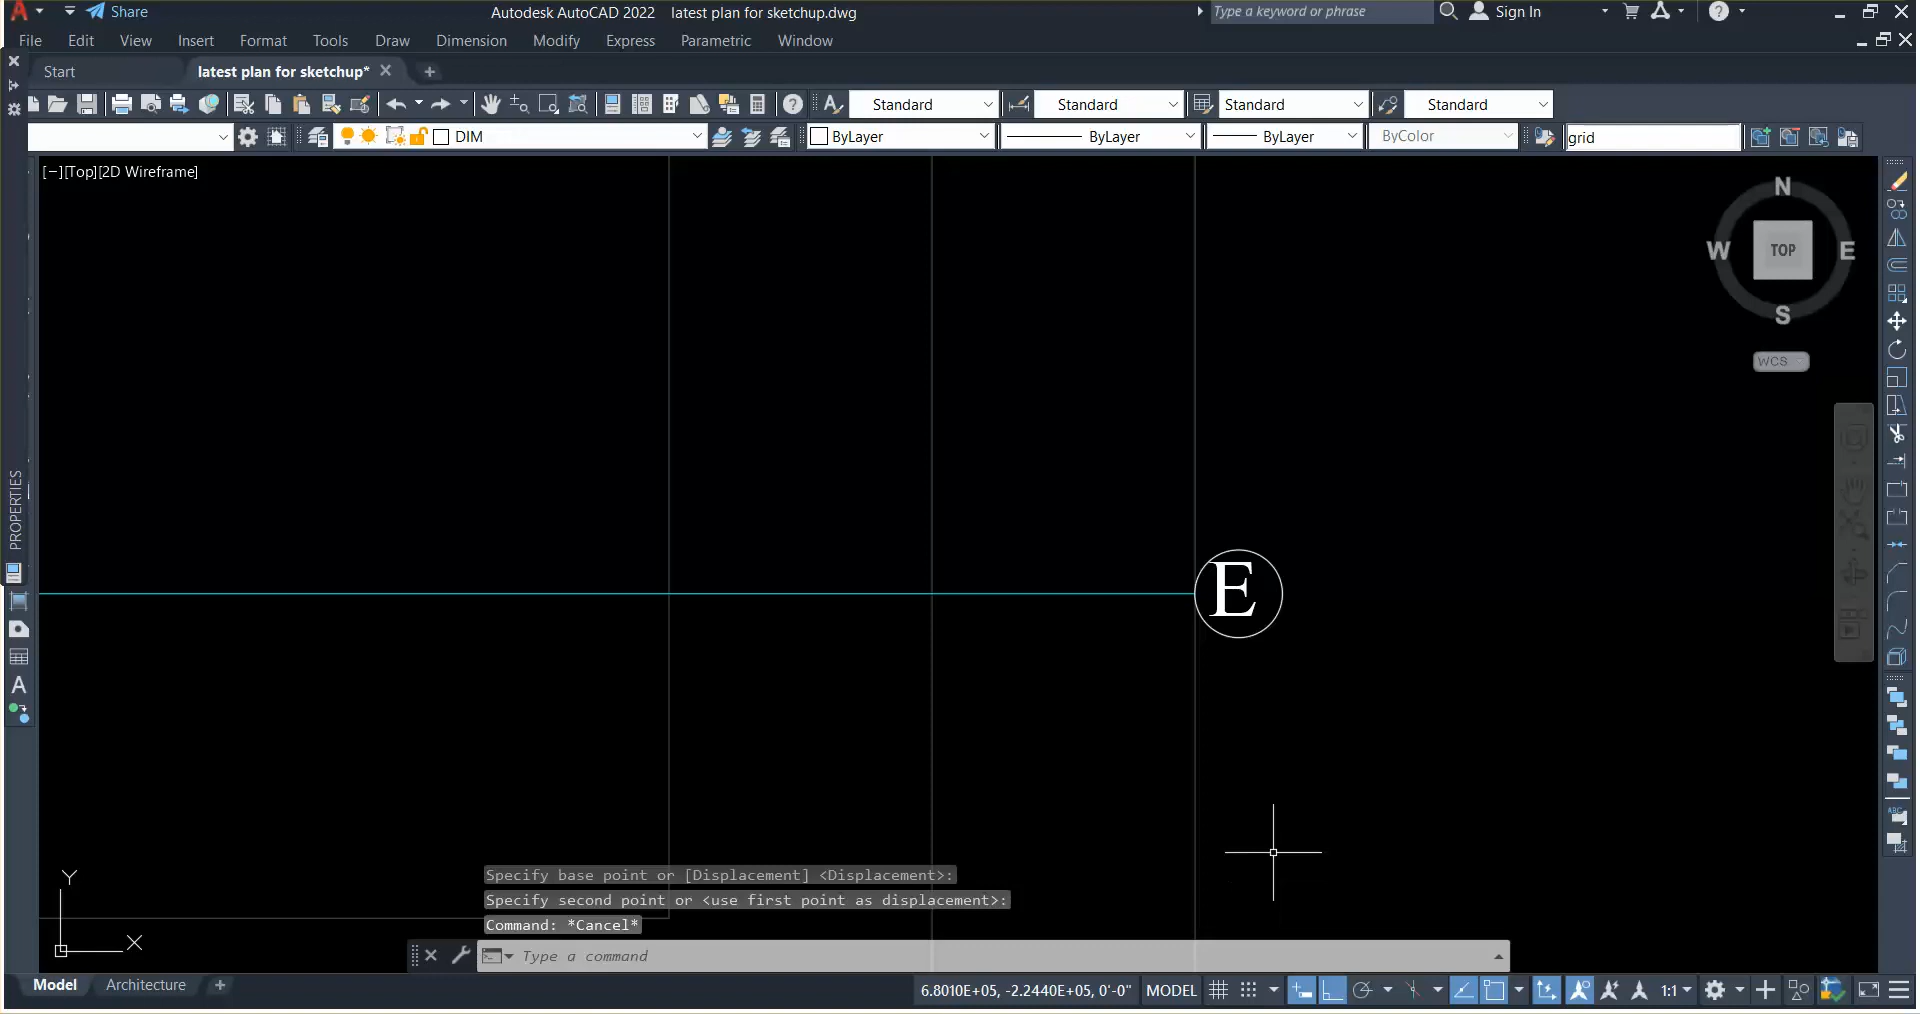 Share
Autodesk AutoCAD 2022 latest plan for sketchup.dwg
Type a keyword or phrase
Sign In
File Edit View Insert Format Tools Draw Dimension Modify Express Parametric Window
Start
latest plan for sketchup*
Standard
Standard
Standard
Standard
DIM
ByLayer
ByLayer
ByLayer
ByColor
grid
[−][Top][2D Wireframe]
N
W TOP E
S
WCS
PROPERTIES
E
Y
X
Specify base point or [Displacement] <Displacement>:
Specify second point or <use first point as displacement>:
Command: *Cancel*
Type a command
Model Architecture
6.8010E+05, -2.2440E+05, 0'-0" MODEL 1:1